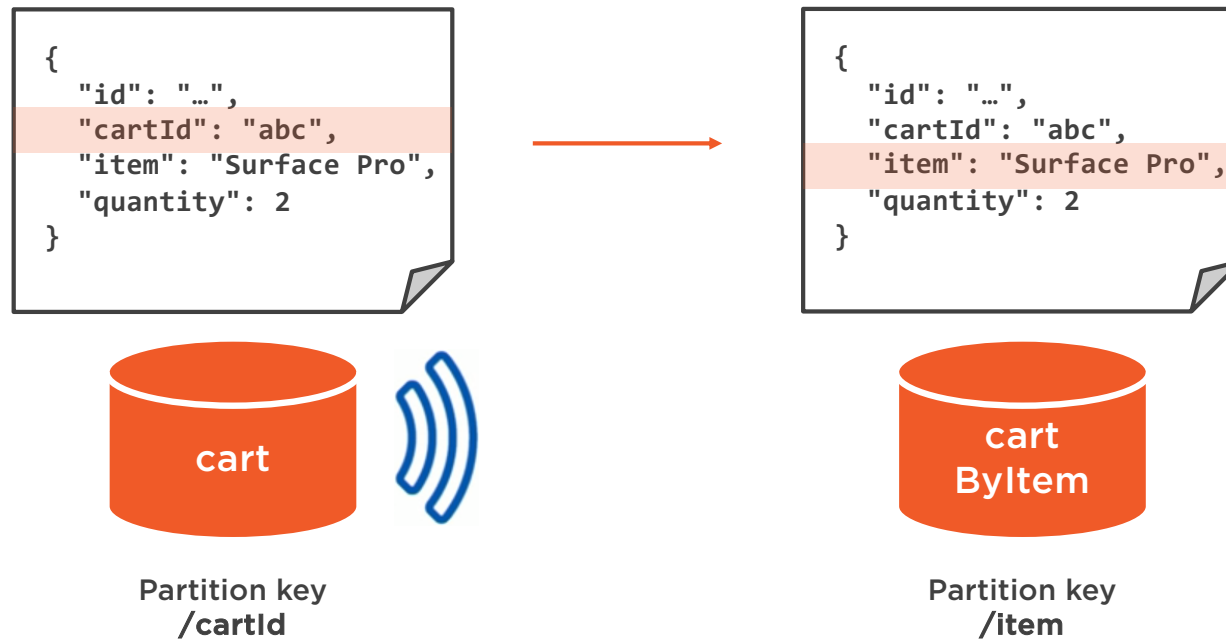 {
"id": "…",
"cartId": "abc",
"item": "Surface Pro",
"quantity": 2
}
{
"id": "…",
"cartId": "abc",
"item": "Surface Pro",
"quantity": 2
}
cart
cart
ByItem
Partition key
/cartId
Partition key
/item